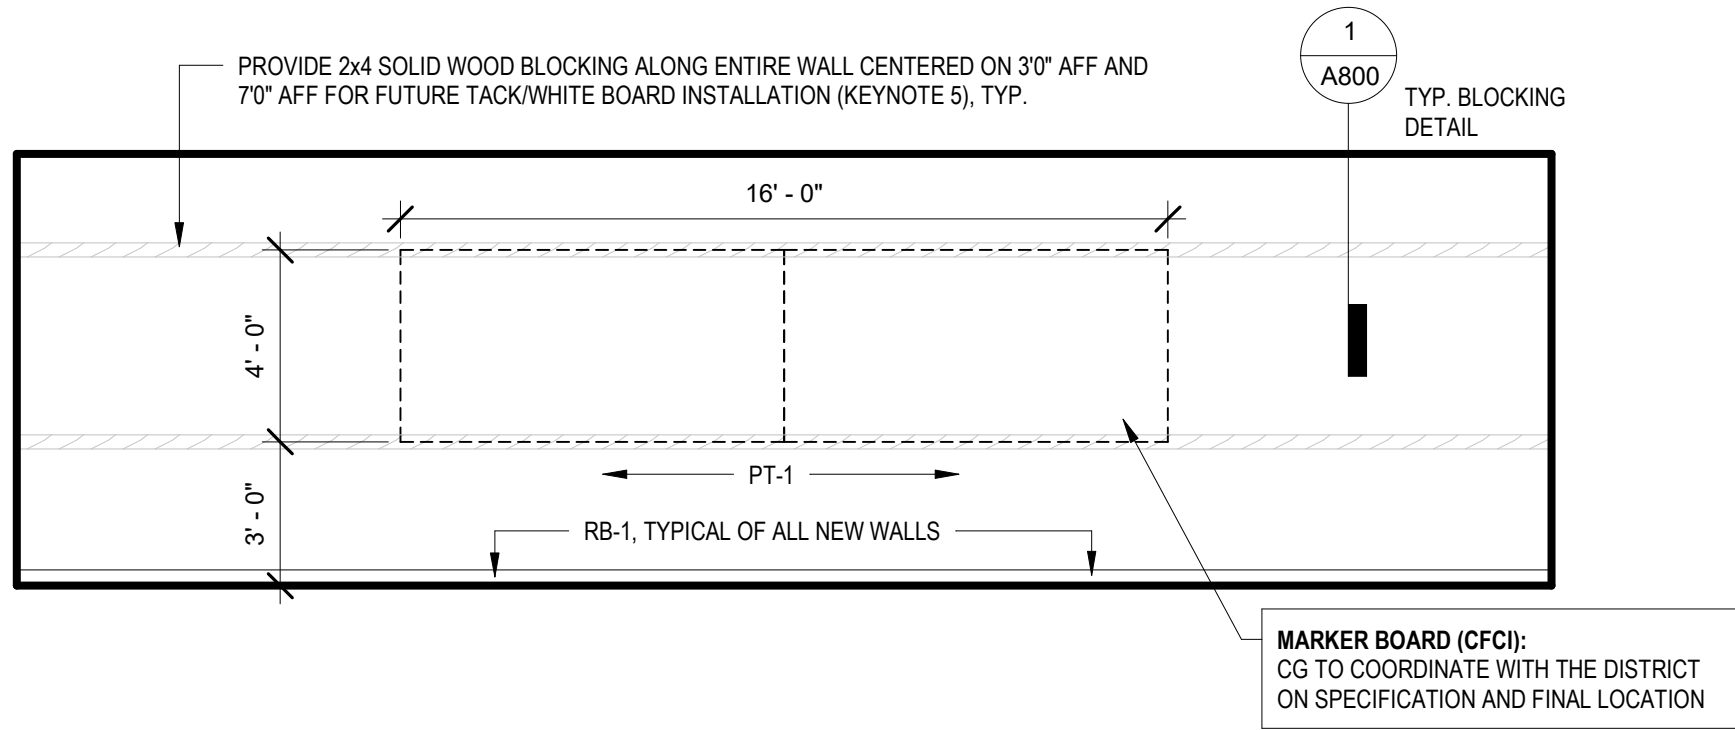 1
A800
TYP. BLOCKING
DETAIL
PROVIDE 2x4 SOLID WOOD BLOCKING ALONG ENTIRE WALL CENTERED ON 3'0" AFF AND
7'0" AFF FOR FUTURE TACK/WHITE BOARD INSTALLATION (KEYNOTE 5), TYP.
16' - 0"
4' - 0"
3' - 0"
PT-1
RB-1, TYPICAL OF ALL NEW WALLS
MARKER BOARD (CFCI):
CG TO COORDINATE WITH THE DISTRICT
ON SPECIFICATION AND FINAL LOCATION